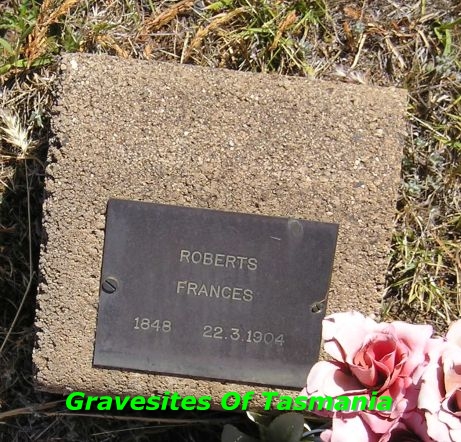 ROBERTS
FRANCES
1848 22.3.1904
Gravesites Of Tasmania